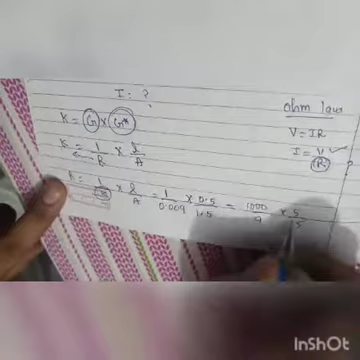 I = ?
ohm law
K = G × G*
V = IR
K = 1/R × l/A
I = V/R
K = 1/R × l/A = 1/0.009 × 0.5/1.5 = 1000/9 × 5/15
InShOt